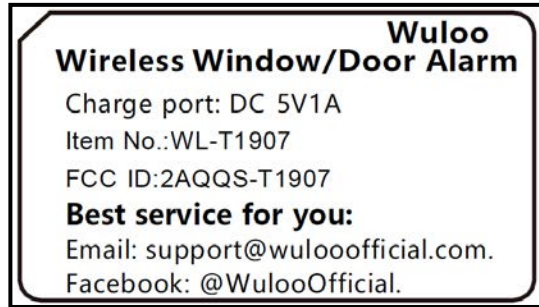 Wuloo
Wireless Window/Door Alarm
Charge port: DC 5V1A
Item No.:WL-T1907
FCC ID:2AQQS-T1907
Best service for you:
Email: support@wulooofficial.com.
Facebook: @WulooOfficial.